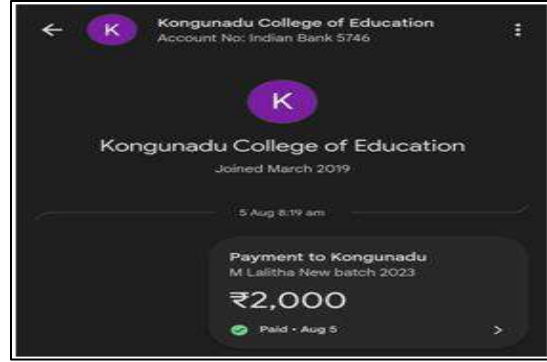 K
Kongunadu College of Education
Account No: Indian Bank 5746
K
Kongunadu College of Education
Joined March 2019
5 Aug 8:19 am
Payment to Kongunadu
M Lalitha New batch 2023
₹2,000
Paid • Aug 5